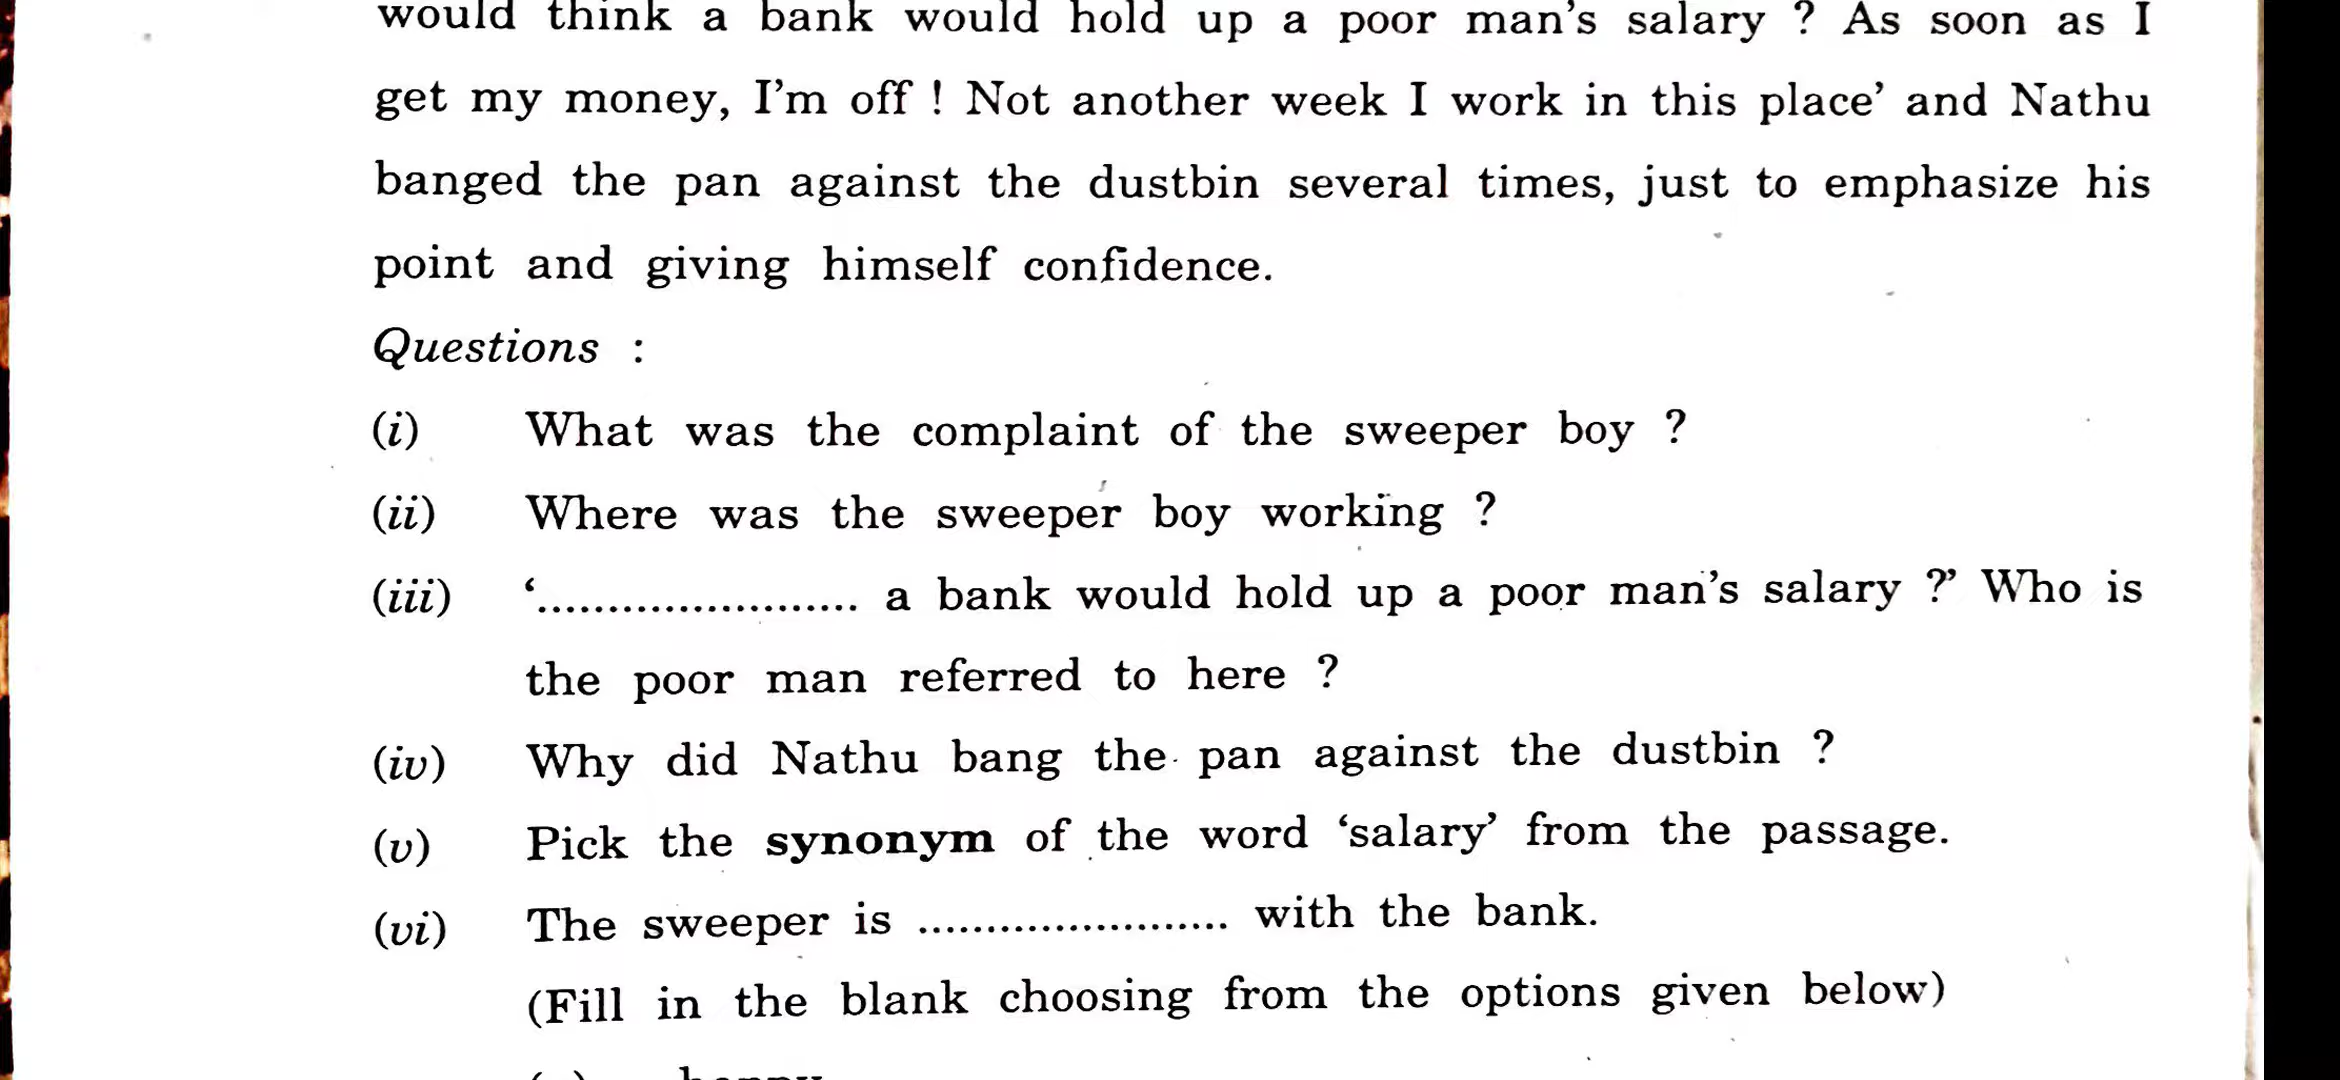 would think a bank would hold up a poor man's salary ? As soon as I
get my money, I'm off ! Not another week I work in this place' and Nathu
banged the pan against the dustbin several times, just to emphasize his
point and giving himself confidence.
Questions :
(i) What was the complaint of the sweeper boy ?
(ii) Where was the sweeper boy working ?
(iii) '....................... a bank would hold up a poor man's salary ?' Who is
the poor man referred to here ?
(iv) Why did Nathu bang the pan against the dustbin ?
(v) Pick the synonym of the word 'salary' from the passage.
(vi) The sweeper is ....................... with the bank.
(Fill in the blank choosing from the options given below)